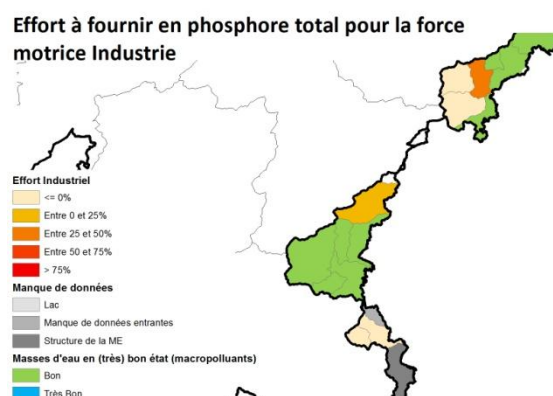 Effort à fournir en phosphore total pour la force
motrice Industrie
Effort Industriel
<= 0%
Entre 0 et 25%
Entre 25 et 50%
Entre 50 et 75%
> 75%
Manque de données
Lac
Manque de données entrantes
Structure de la ME
Masses d'eau en (très) bon état (macropolluants)
Bon
Très Bon